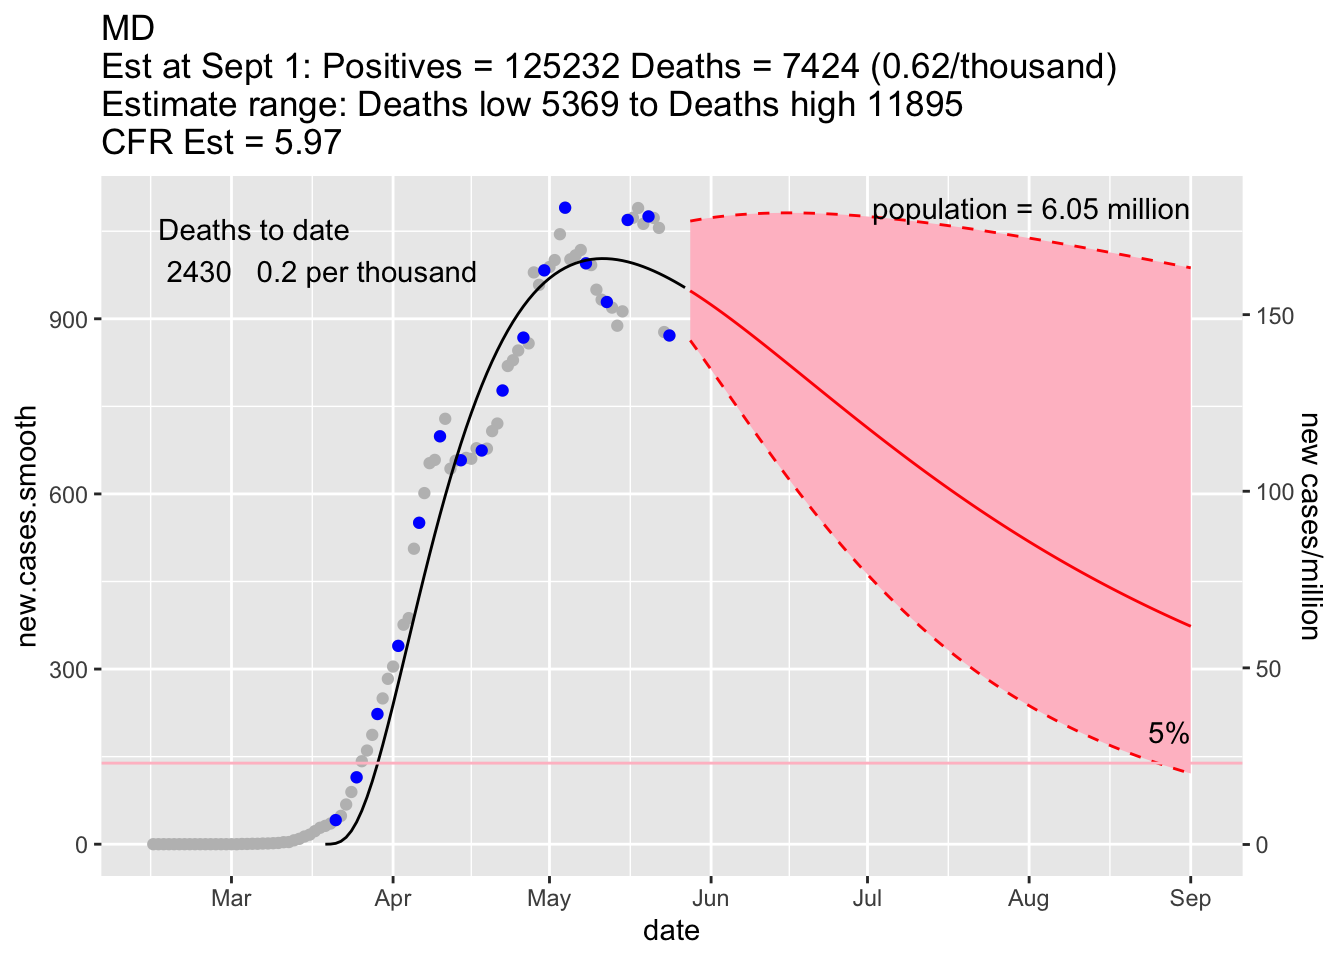 MD
Est at Sept 1: Positives = 125232 Deaths = 7424 (0.62/thousand)
Estimate range: Deaths low 5369 to Deaths high 11895
CFR Est = 5.97
population = 6.05 million
Deaths to date
2430   0.2 per thousand
900
600
300
0
new.cases.smooth
150
100
50
0
new cases/million
5%
Mar
Apr
May
Jun
Jul
Aug
Sep
date